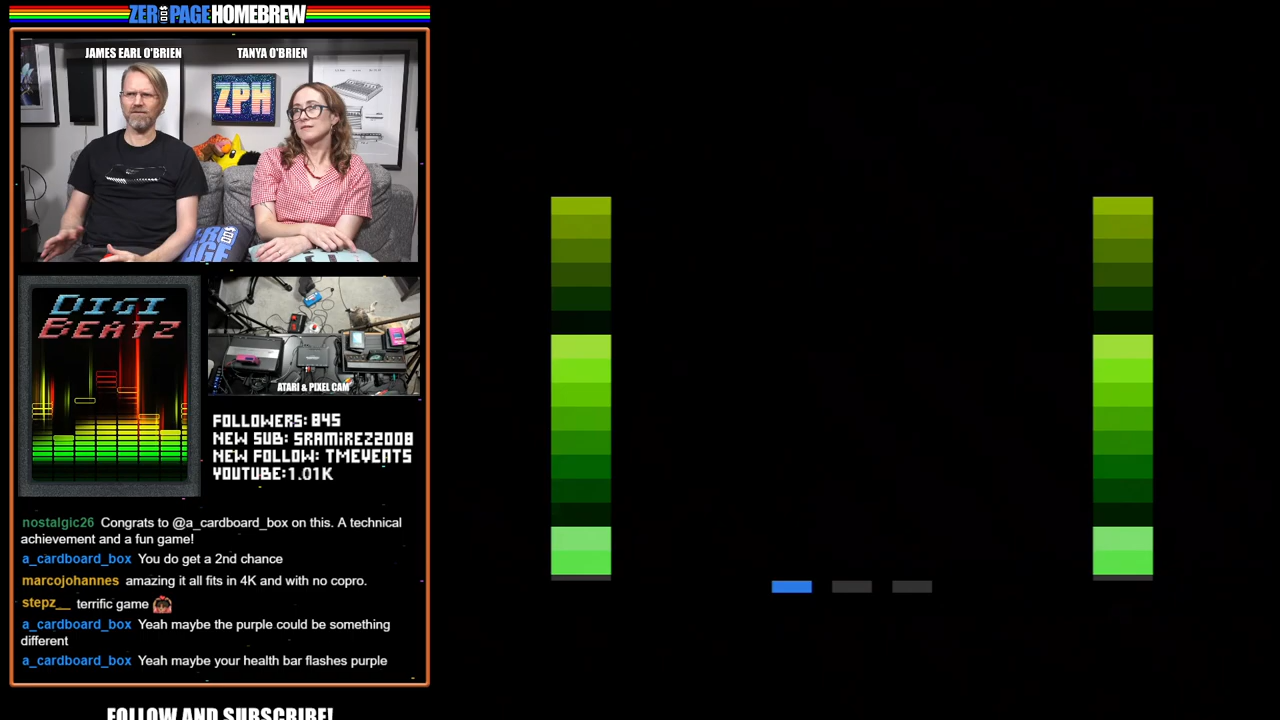 ZER PAGE HOMEBREW
JAMES EARL O'BRIEN
TANYA O'BRIEN
ZPH
DIGI
BEATZ
ATARI & PIXEL CAM
FOLLOWERS: 845
NEW SUB: SRAMIREZ2008
NEW FOLLOW: TMEYEATS
YOUTUBE:1.01K
nostalgic26 Congrats to @a_cardboard_box on this. A technical
achievement and a fun game!
a_cardboard_box You do get a 2nd chance
marcojohannes amazing it all fits in 4K and with no copro.
stepz__ terrific game
a_cardboard_box Yeah maybe the purple could be something
different
a_cardboard_box Yeah maybe your health bar flashes purple
FOLLOW AND SUBSCRIBE!